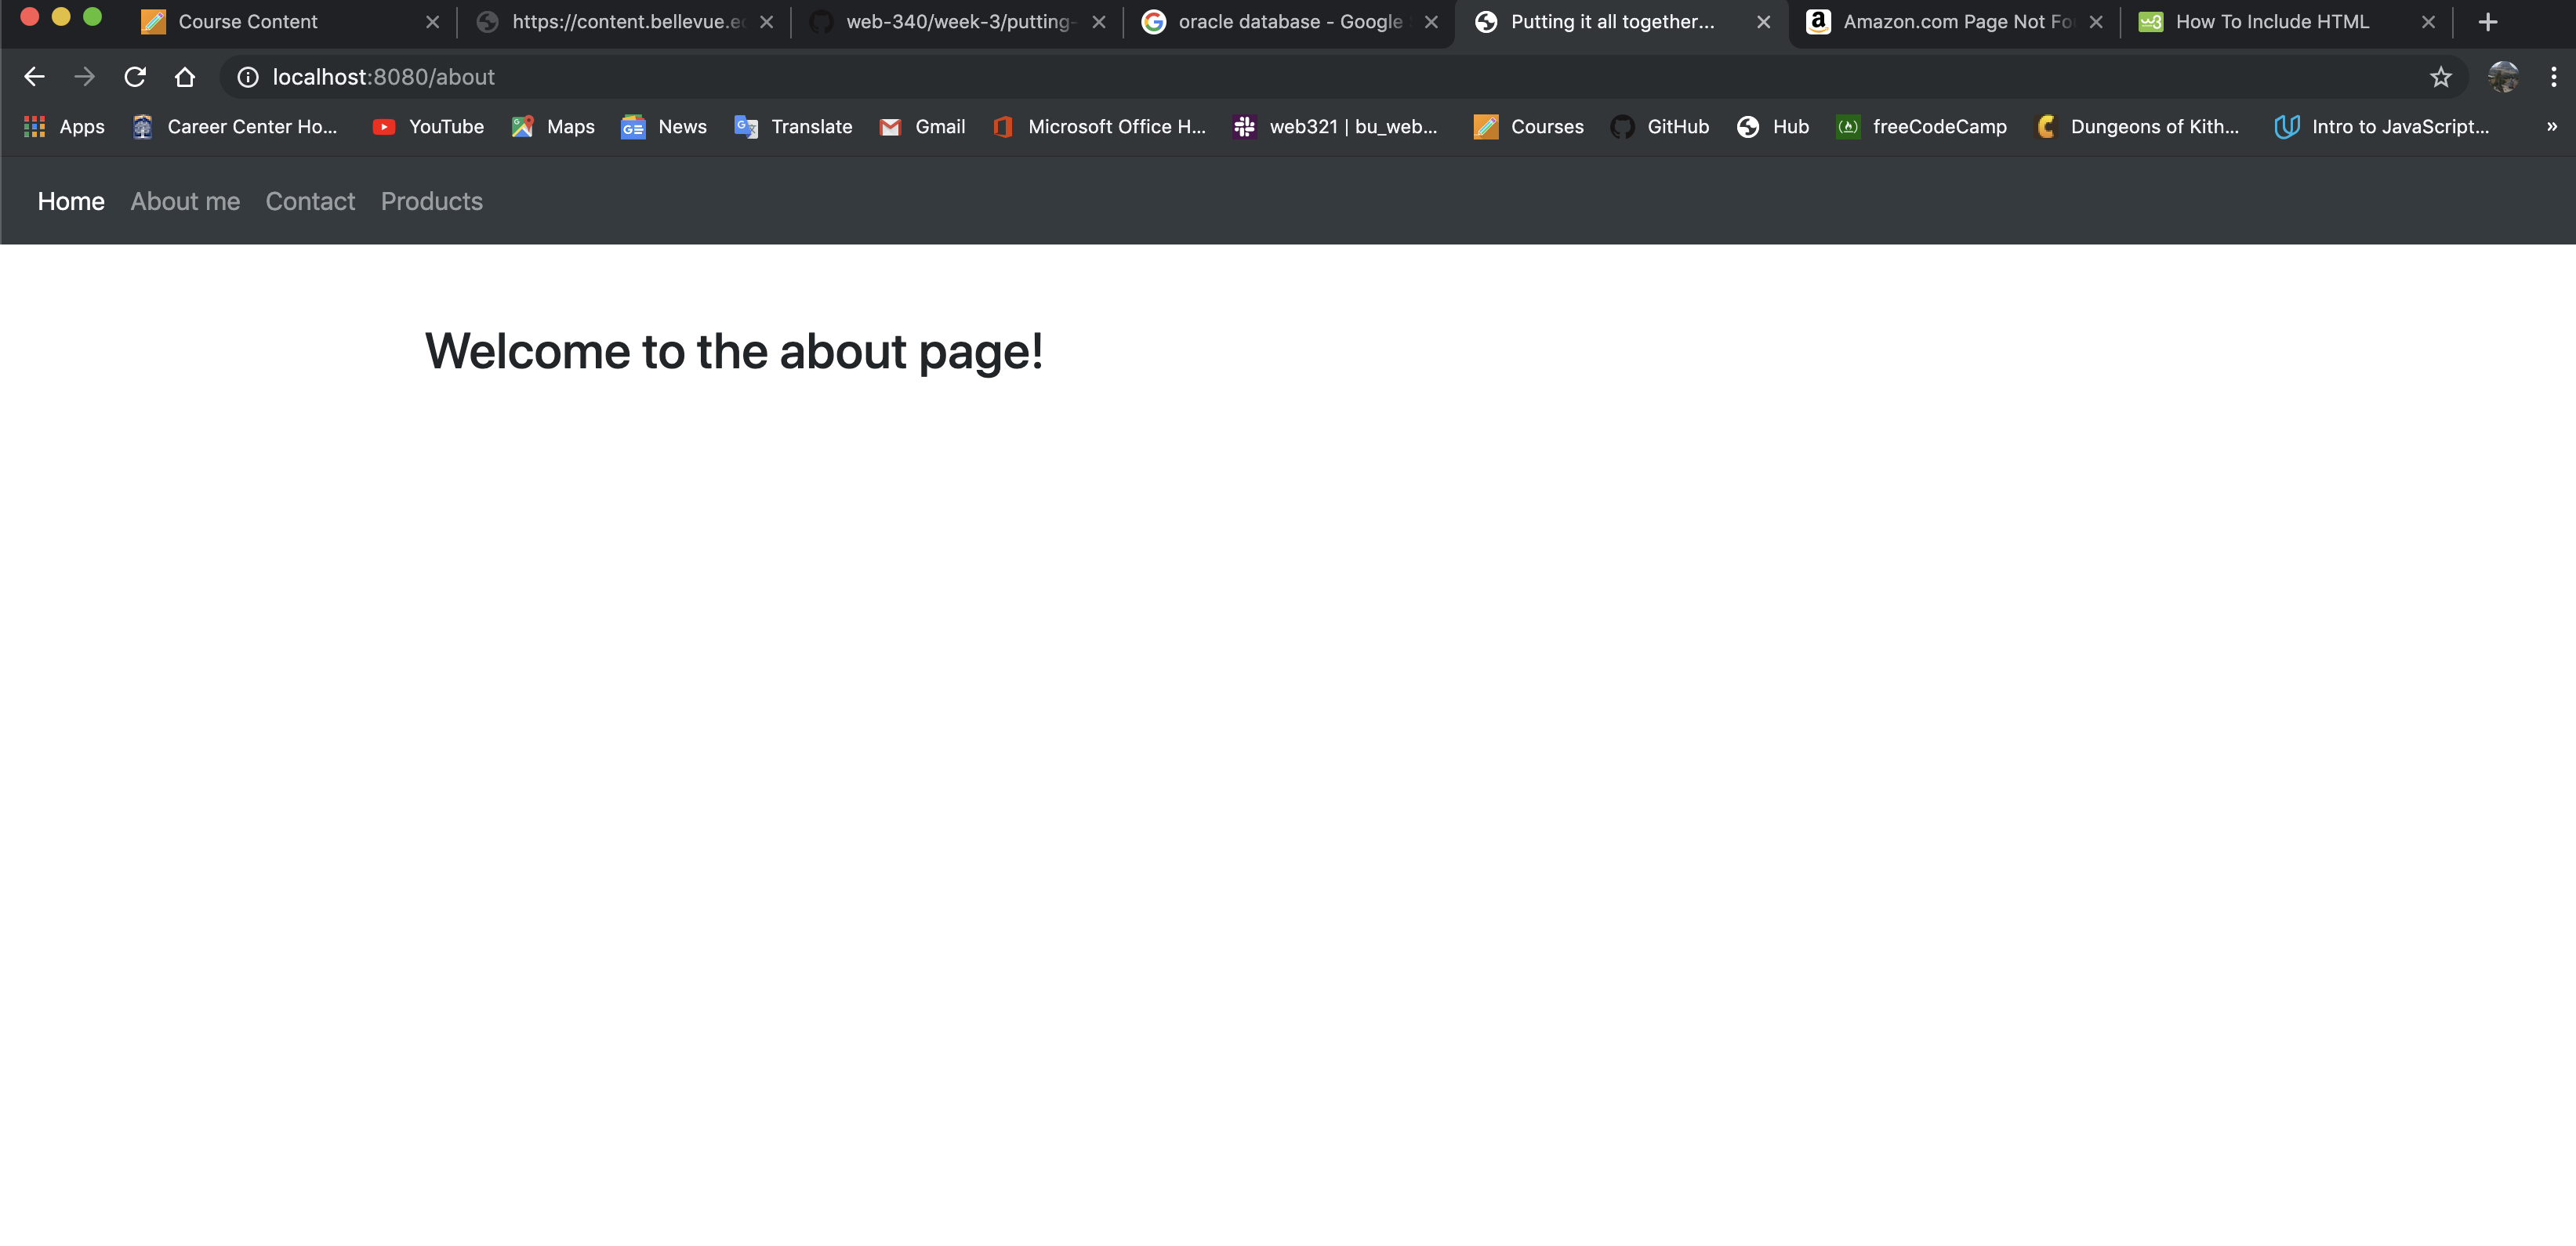 Course Content https://content.bellevue.ec web-340/week-3/putting- oracle database - Google Putting it all together... Amazon.com Page Not Fo How To Include HTML
localhost:8080/about
Apps Career Center Ho... YouTube Maps News Translate Gmail Microsoft Office H... web321 | bu_web... Courses GitHub Hub freeCodeCamp Dungeons of Kith... Intro to JavaScript... »
Home About me Contact Products
Welcome to the about page!